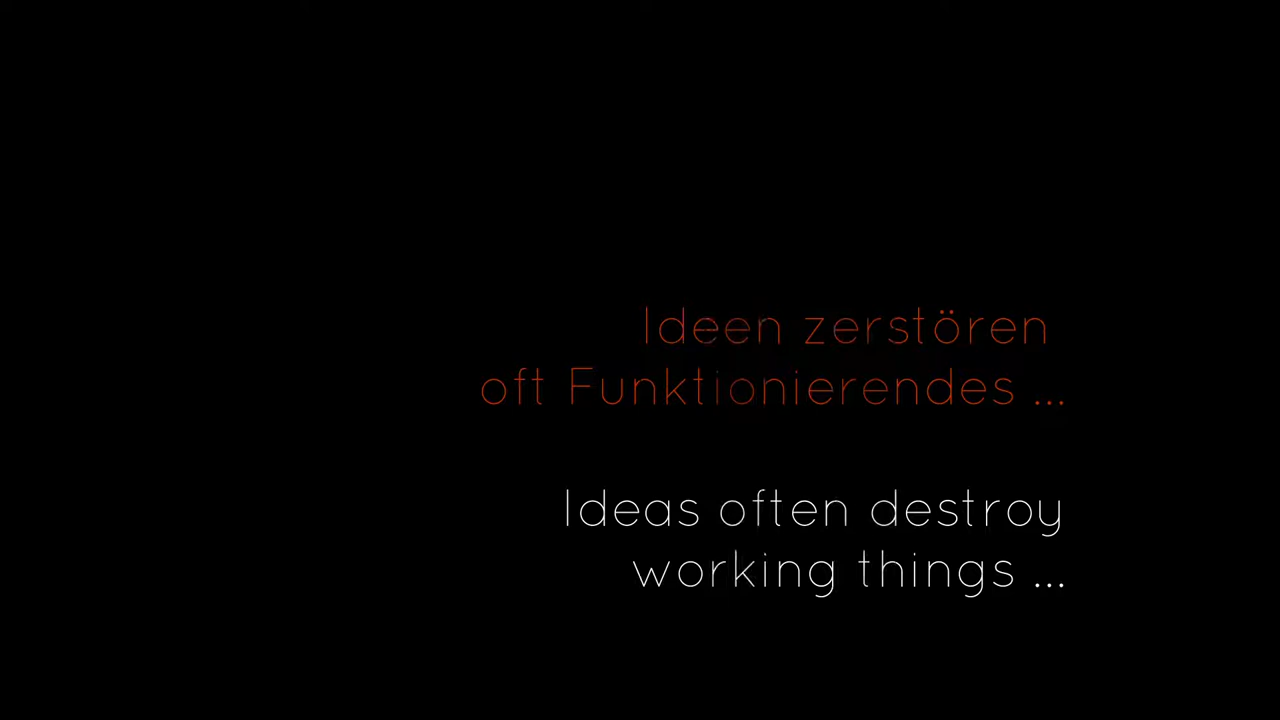 Ideen zerstören
oft Funktionierendes ...
Ideas often destroy
working things ...